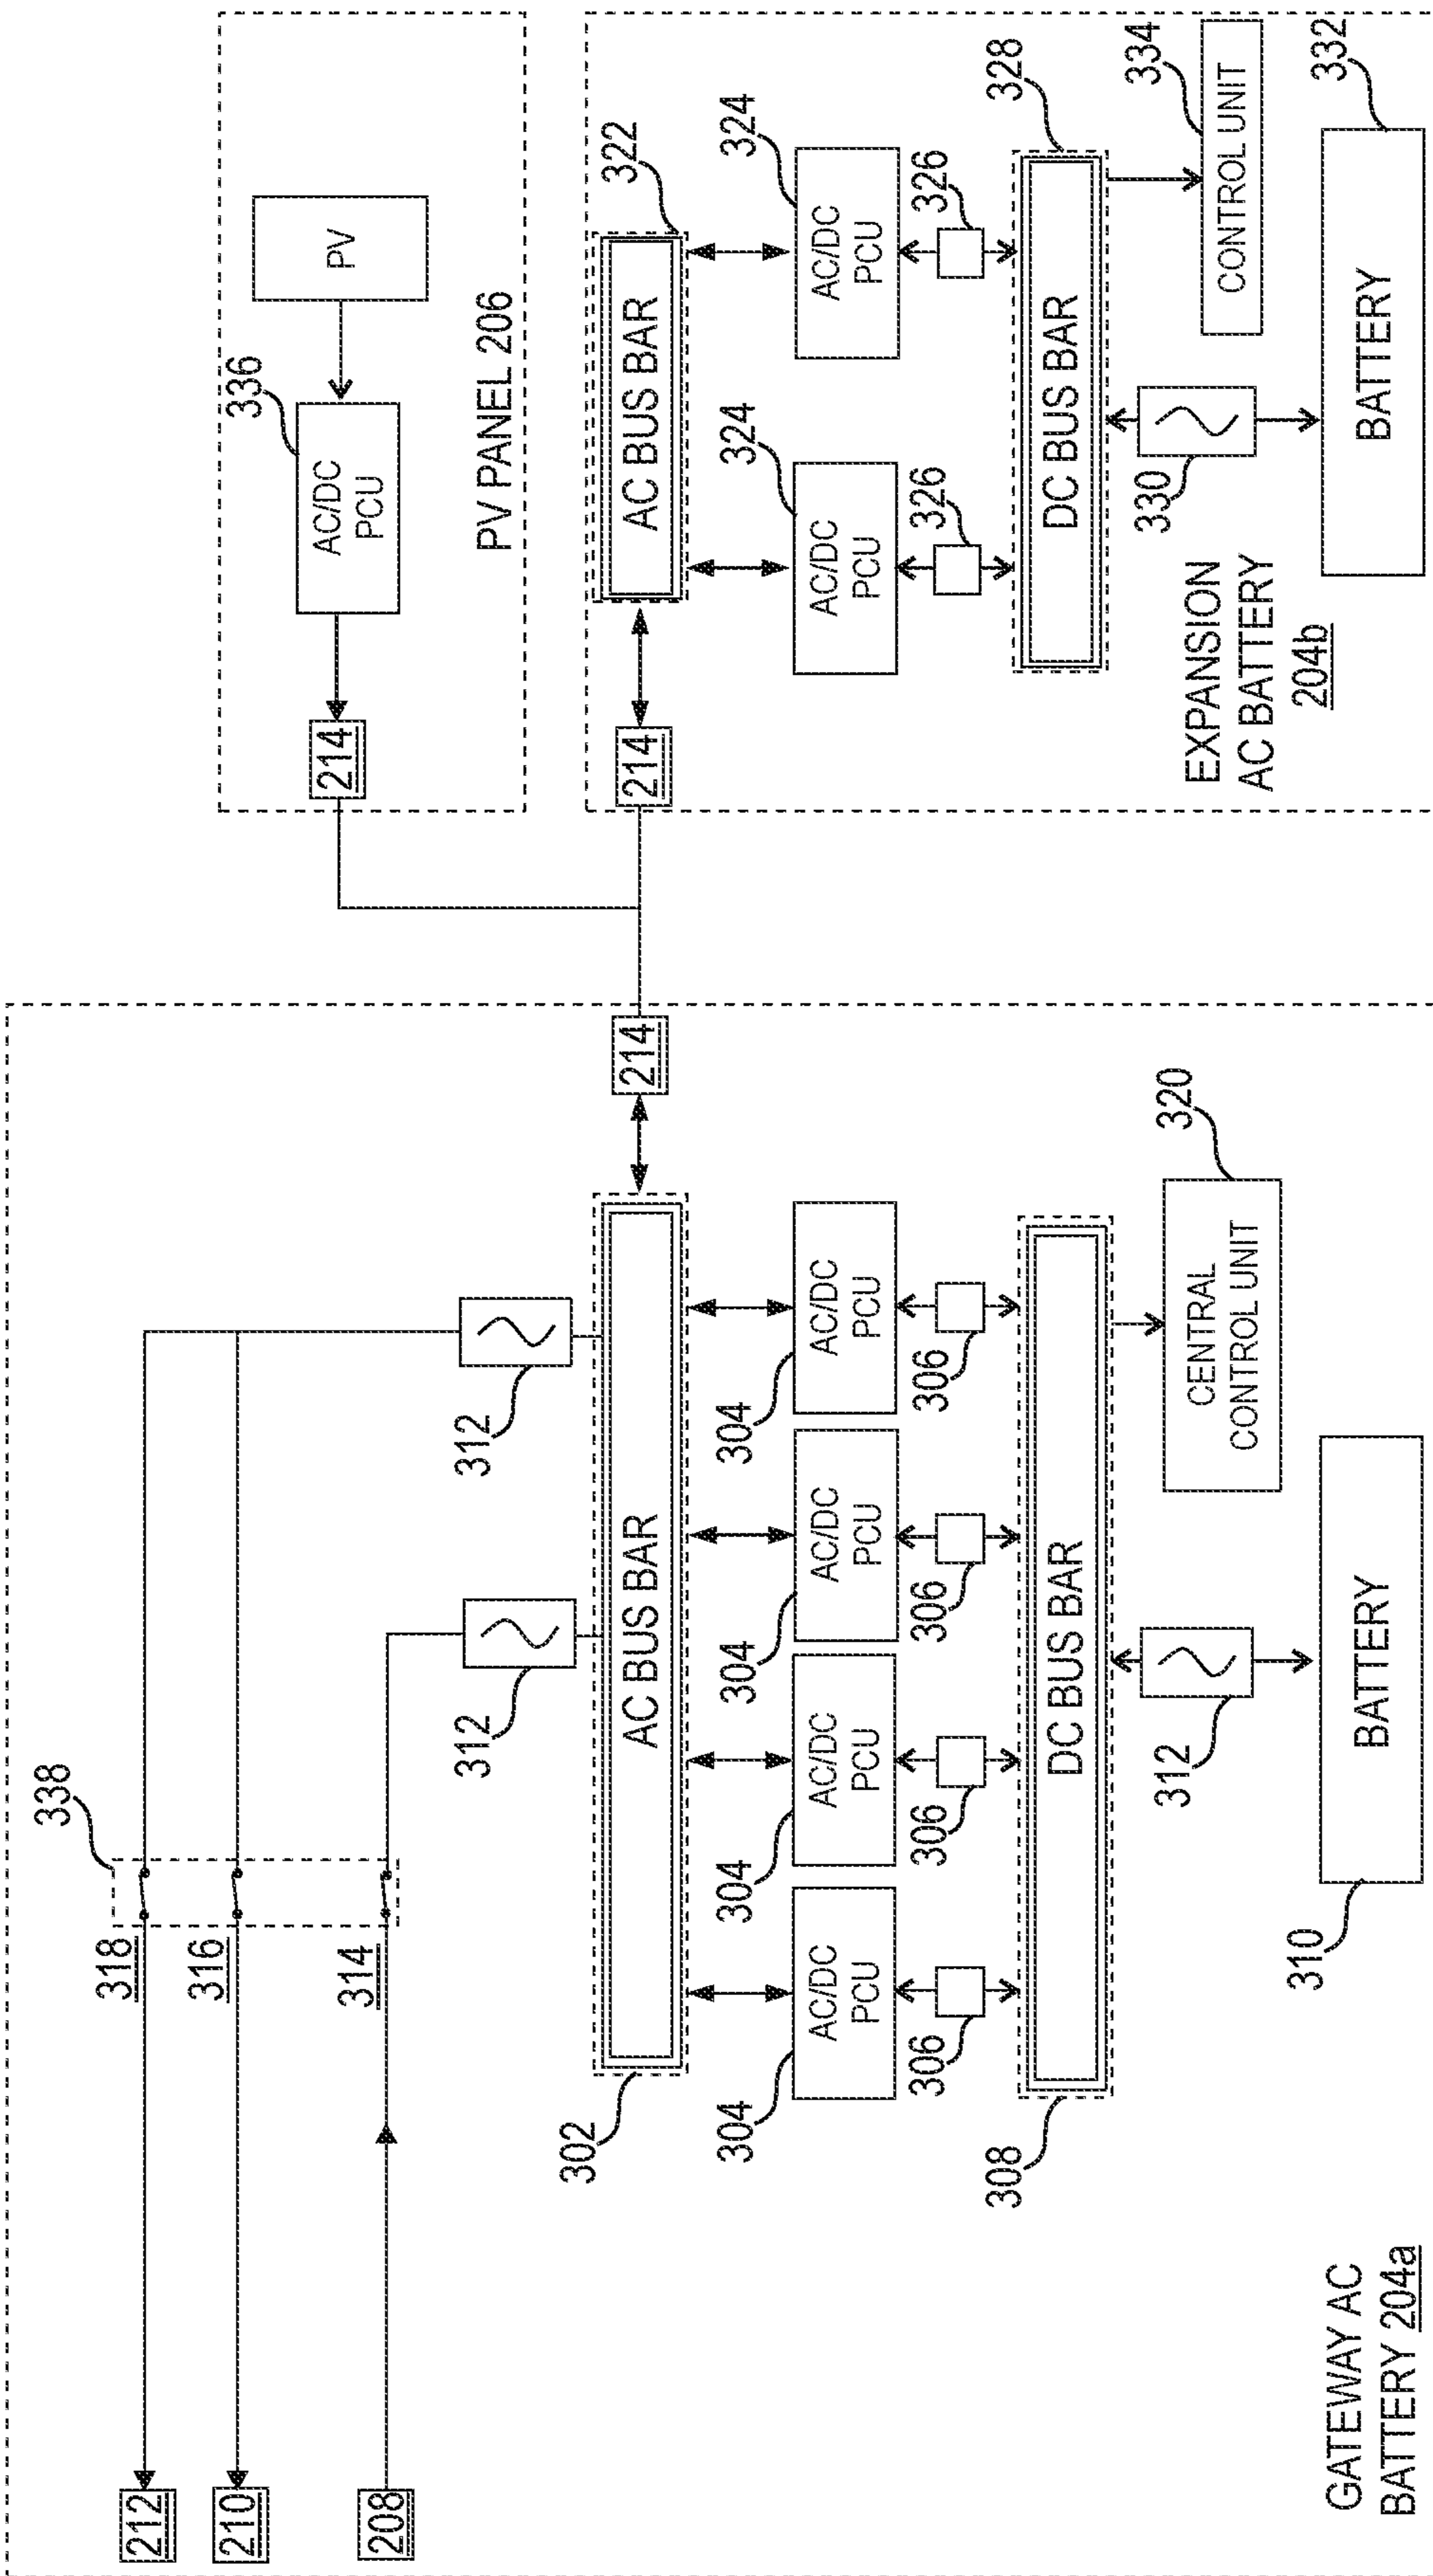 212
210
208
318
316
314
338
312
312
302
AC BUS BAR
214
304
304
304
304
AC/DC
PCU
AC/DC
PCU
AC/DC
PCU
AC/DC
PCU
306
306
306
306
308
DC BUS BAR
312
CENTRAL
CONTROL UNIT
320
310
BATTERY
GATEWAY AC
BATTERY 204a
214
336
AC/DC
PCU
PV
PV PANEL 206
214
AC BUS BAR
322
324
324
AC/DC
PCU
AC/DC
PCU
326
326
DC BUS BAR
328
330
334
CONTROL UNIT
332
BATTERY
EXPANSION
AC BATTERY
204b